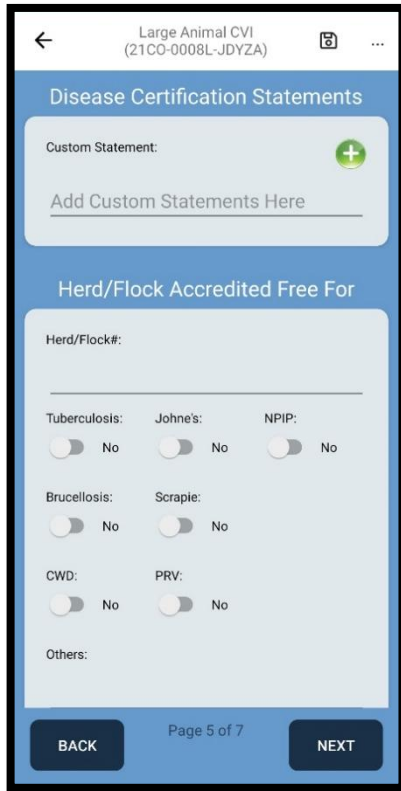 Large Animal CVI
(21CO-0008L-JDYZA)
...
Disease Certification Statements
Custom Statement:
Add Custom Statements Here
Herd/Flock Accredited Free For
Herd/Flock#:
Tuberculosis: Johne's: NPIP:
No No No
Brucellosis: Scrapie:
No No
CWD: PRV:
No No
Others:
BACK Page 5 of 7 NEXT